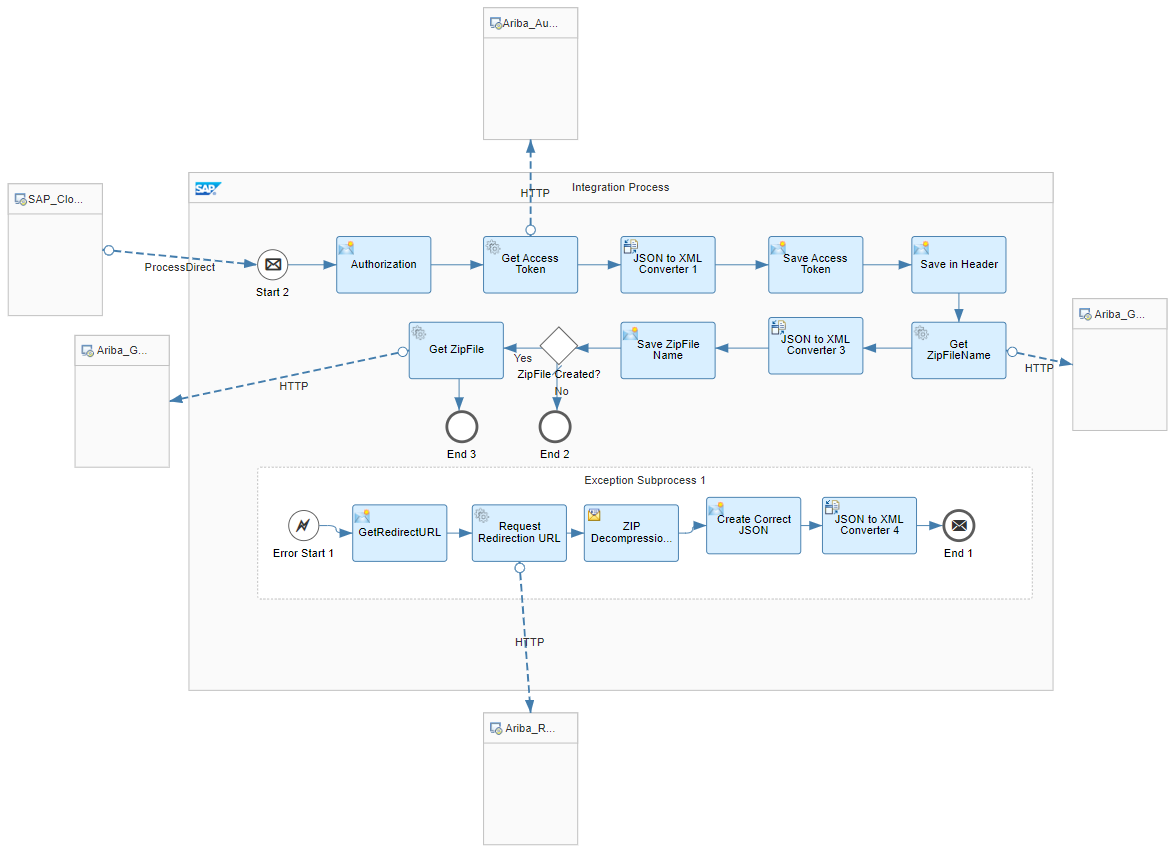 Ariba_Au...
SAP
Integration Process
HTTP
SAP_Clo...
ProcessDirect
Start 2
Authorization
Get Access
Token
JSON to XML
Converter 1
Save Access
Token
Save in Header
Ariba_G...
HTTP
Get
ZipFileName
JSON to XML
Converter 3
Save ZipFile
Name
ZipFile Created?
Yes
No
Get ZipFile
HTTP
Ariba_G...
End 3
End 2
Exception Subprocess 1
Error Start 1
GetRedirectURL
Request
Redirection URL
ZIP
Decompressio...
Create Correct
JSON
JSON to XML
Converter 4
End 1
HTTP
Ariba_R...